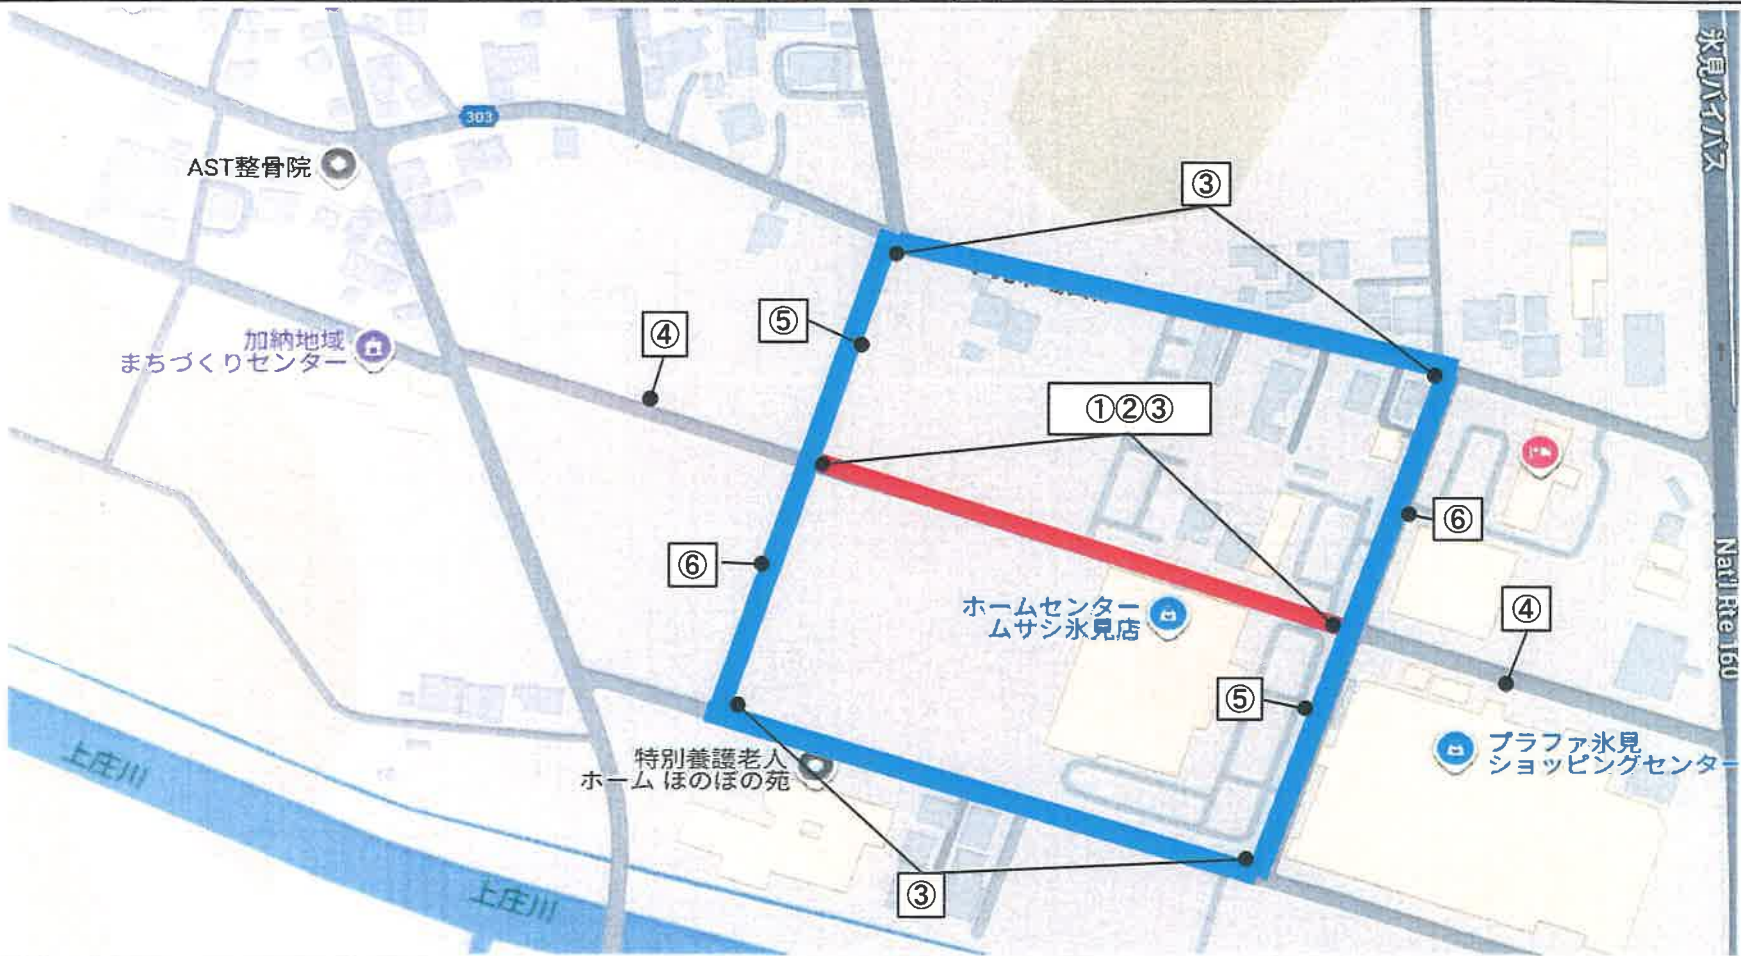 氷見バイパス
303
AST整骨院
③
⑤
④
加納地域
まちづくりセンター
①②③
⑥
⑥
ホームセンター
ムサシ氷見店
④
Nat'l Rte 160
⑤
プラファ氷見
ショッピングセンター
特別養護老人
ホーム ほのぼの苑
上庄川
③
上庄川